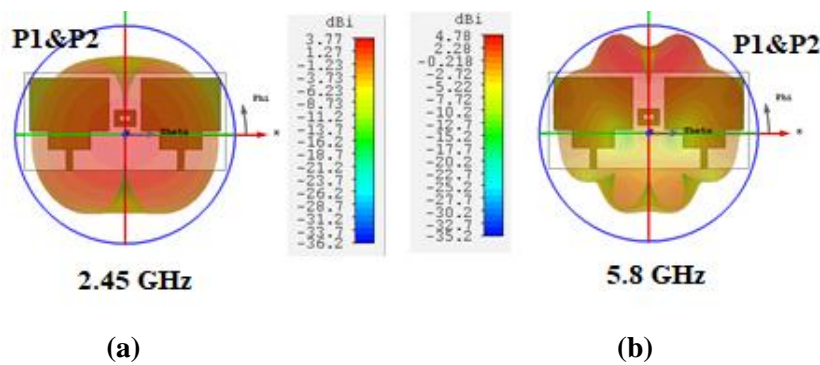 P1&P2
dBi
3.77
1.27
-1.23
-3.73
-6.23
-8.73
-11.2
-13.7
-16.2
-18.7
-21.2
-23.7
-26.2
-28.7
-31.2
-33.7
-36.2
Phi
Theta
x
2.45 GHz
(a)
dBi
4.78
2.28
-0.218
-2.72
-5.22
-7.72
-10.2
-12.7
-15.2
-17.7
-20.2
-22.7
-25.2
-27.7
-30.2
-32.7
-35.2
P1&P2
Phi
Theta
x
5.8 GHz
(b)